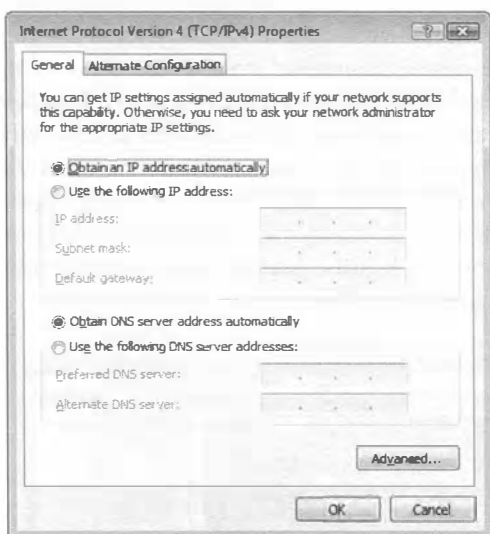 Internet Protocol Version 4 (TCP/IPv4) Properties
General
Alternate Configuration
You can get IP settings assigned automatically if your network supports
this capability. Otherwise, you need to ask your network administrator
for the appropriate IP settings.
Obtain an IP address automatically
Use the following IP address:
IP address:
Subnet mask:
Default gateway:
Obtain DNS server address automatically
Use the following DNS server addresses:
Preferred DNS server:
Alternate DNS server:
Advanced...
OK
Cancel